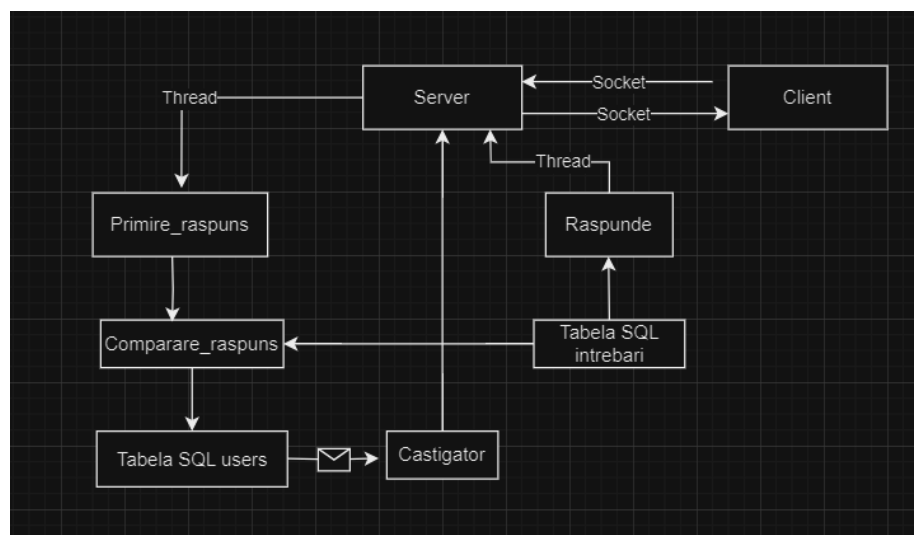 Socket
Thread
Server
Client
Socket
Thread
Primire_raspuns
Raspunde
Tabela SQL
intrebari
Comparare_raspuns
Tabela SQL users
Castigator